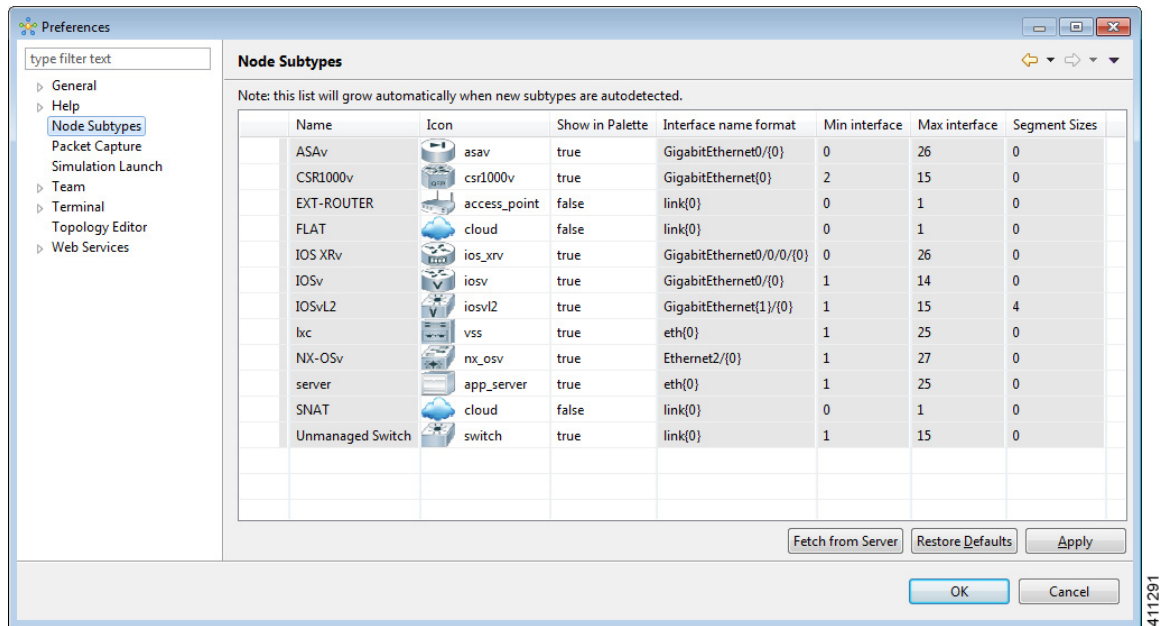 Preferences
type filter text
General
Help
Node Subtypes
Packet Capture
Simulation Launch
Team
Terminal
Topology Editor
Web Services
Node Subtypes
Note: this list will grow automatically when new subtypes are autodetected.
Name Icon Show in Palette Interface name format Min interface Max interface Segment Sizes
ASAv asav true GigabitEthernet0/{0} 0 26 0
CSR1000v csr1000v true GigabitEthernet{0} 2 15 0
EXT-ROUTER access_point false link{0} 0 1 0
FLAT cloud false link{0} 0 1 0
IOS XRv ios_xrv true GigabitEthernet0/0/0/{0} 0 26 0
IOSv iosv true GigabitEthernet0/{0} 1 14 0
IOSvL2 iosvl2 true GigabitEthernet{1}/{0} 1 15 4
lxc vss true eth{0} 1 25 0
NX-OSv nx_osv true Ethernet2/{0} 1 27 0
server app_server true eth{0} 1 25 0
SNAT cloud false link{0} 0 1 0
Unmanaged Switch switch true link{0} 1 15 0
Fetch from Server Restore Defaults Apply
OK Cancel
411291